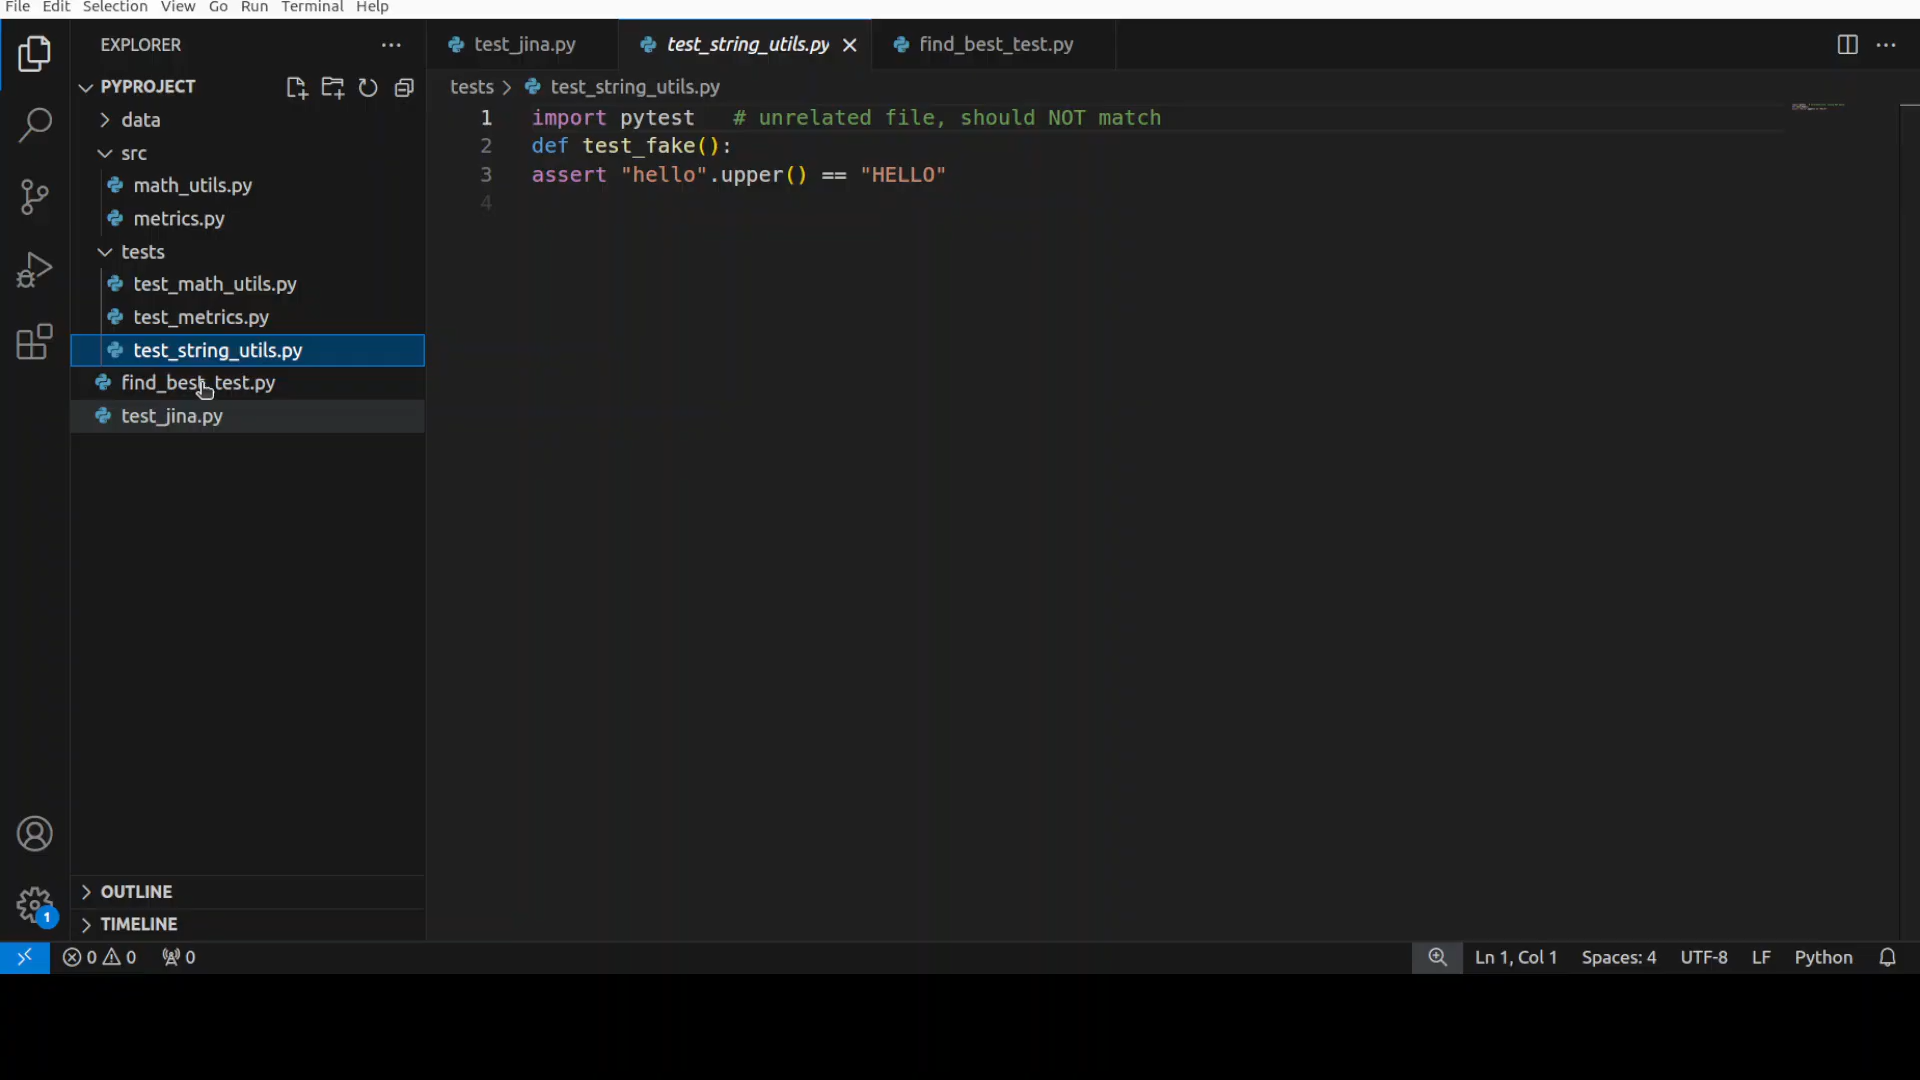 File Edit Selection View Go Run Terminal Help
EXPLORER
PYPROJECT
data
src
math_utils.py
metrics.py
tests
test_math_utils.py
test_metrics.py
test_string_utils.py
find_best_test.py
test_jina.py
OUTLINE
TIMELINE
test_jina.py test_string_utils.py find_best_test.py
tests > test_string_utils.py
1 import pytest # unrelated file, should NOT match
2 def test_fake():
3 assert "hello".upper() == "HELLO"
4
1
0 0 0 Ln 1, Col 1 Spaces: 4 UTF-8 LF Python